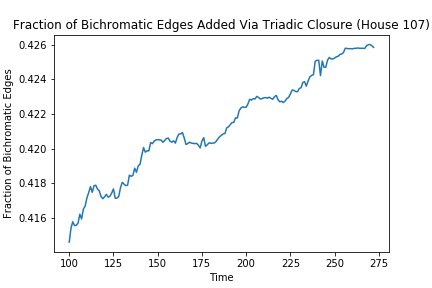 Fraction of Bichromatic Edges Added Via Triadic Closure (House 107)
Fraction of Bichromatic Edges
0.426
0.424
0.422
0.420
0.418
0.416
100 125 150 175 200 225 250 275
Time